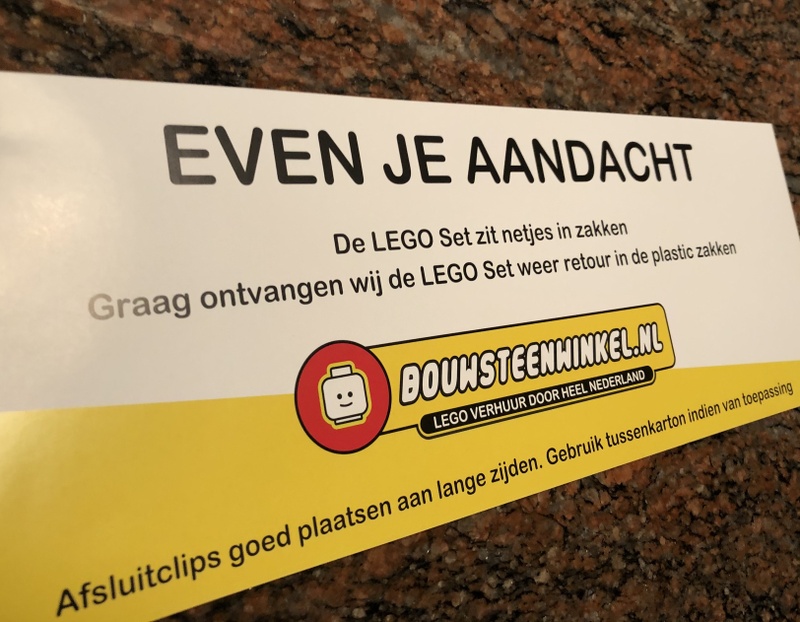 EVEN JE AANDACHT
De LEGO Set zit netjes in zakken
Graag ontvangen wij de LEGO Set weer retour in de plastic zakken
BOUWSTEENWINKEL.NL
LEGO VERHUUR DOOR HEEL NEDERLAND
Afsluitclips goed plaatsen aan lange zijden. Gebruik tussenkarton indien van toepassing